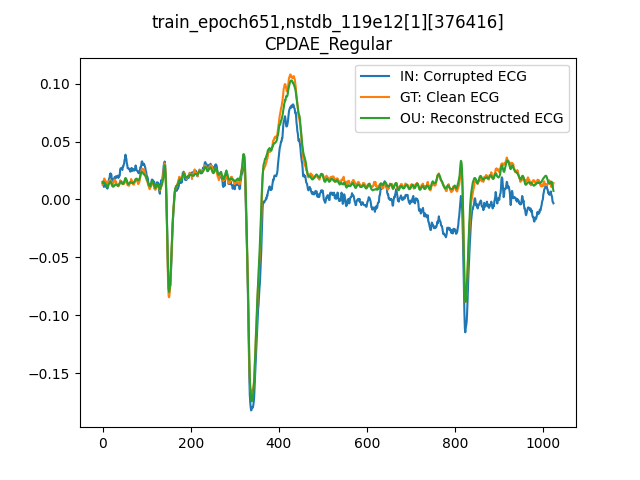 train_epoch651,nstdb_119e12[1][376416]
CPDAE_Regular
IN: Corrupted ECG
GT: Clean ECG
OU: Reconstructed ECG
0.10
0.05
0.00
−0.05
−0.10
−0.15
0 200 400 600 800 1000